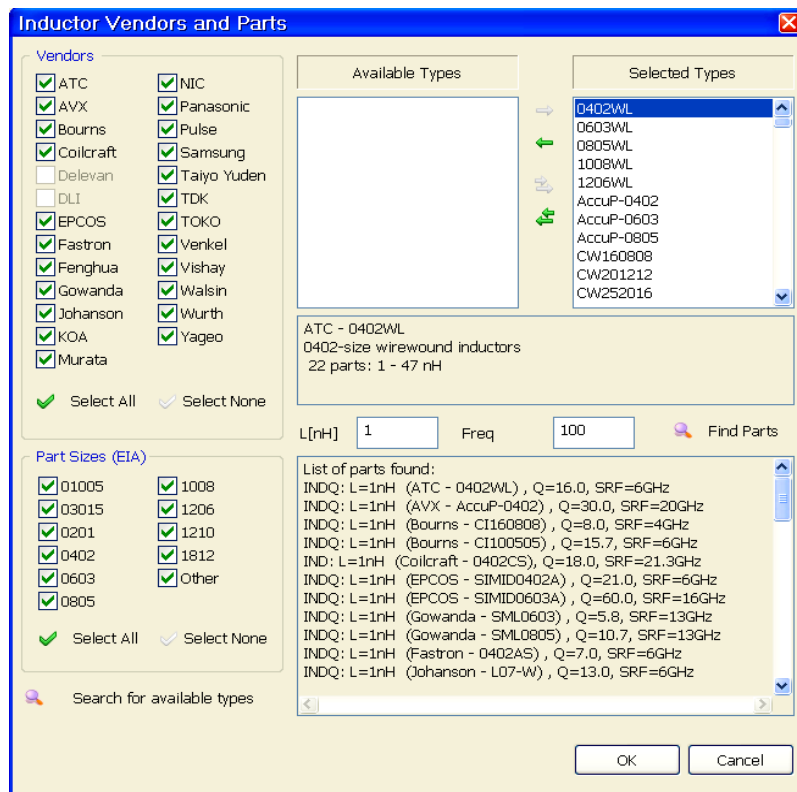 Inductor Vendors and Parts
Vendors
ATC
AVX
Bourns
Coilcraft
Delevan
DLI
EPCOS
Fastron
Fenghua
Gowanda
Johanson
KOA
Murata
NIC
Panasonic
Pulse
Samsung
Taiyo Yuden
TDK
TOKO
Venkel
Vishay
Walsin
Wurth
Yageo
Select All
Select None
Part Sizes (EIA)
01005
03015
0201
0402
0603
0805
1008
1206
1210
1812
Other
Select All
Select None
Search for available types
Available Types
Selected Types
0402WL
0603WL
0805WL
1008WL
1206WL
AccuP-0402
AccuP-0603
AccuP-0805
CW160808
CW201212
CW252016
ATC - 0402WL
0402-size wirewound inductors
22 parts: 1 - 47 nH
L[nH] 1 Freq 100 Find Parts
List of parts found:
INDQ: L=1nH (ATC - 0402WL) , Q=16.0, SRF=6GHz
INDQ: L=1nH (AVX - AccuP-0402) , Q=30.0, SRF=20GHz
INDQ: L=1nH (Bourns - CI160808) , Q=8.0, SRF=4GHz
INDQ: L=1nH (Bourns - CI100505) , Q=15.7, SRF=6GHz
IND: L=1nH (Coilcraft - 0402CS), Q=18.0, SRF=21.3GHz
INDQ: L=1nH (EPCOS - SIMID0402A) , Q=21.0, SRF=6GHz
INDQ: L=1nH (EPCOS - SIMID0603A) , Q=60.0, SRF=16GHz
INDQ: L=1nH (Gowanda - SML0603) , Q=5.8, SRF=13GHz
INDQ: L=1nH (Gowanda - SML0805) , Q=10.7, SRF=13GHz
INDQ: L=1nH (Fastron - 0402AS) , Q=7.0, SRF=6GHz
INDQ: L=1nH (Johanson - L07-W) , Q=13.0, SRF=6GHz
OK
Cancel